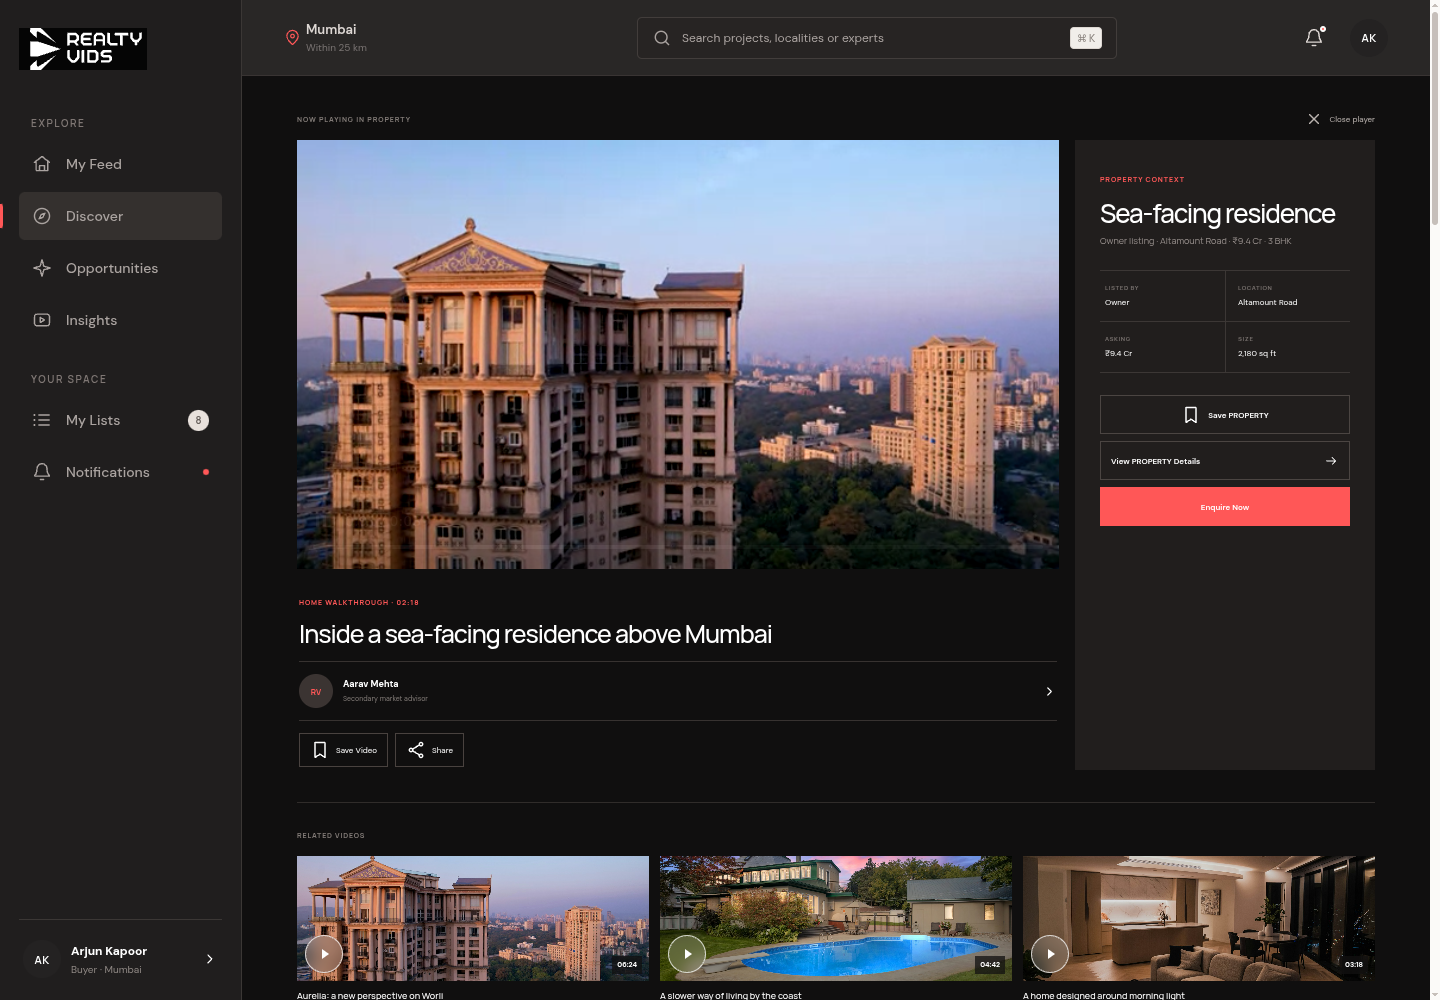 REALTY
VIDS
EXPLORE
My Feed
Discover
Opportunities
Insights
YOUR SPACE
My Lists
8
Notifications
AK
Arjun Kapoor
Buyer · Mumbai
Mumbai
Within 25 km
Search projects, localities or experts
⌘ K
AK
NOW PLAYING IN PROPERTY
Close player
PROPERTY CONTEXT
Sea-facing residence
Owner listing · Altamount Road · ₹9.4 Cr · 3 BHK
LISTED BY
Owner
LOCATION
Altamount Road
ASKING
₹9.4 Cr
SIZE
2,180 sq ft
Save PROPERTY
View PROPERTY Details
Enquire Now
HOME WALKTHROUGH · 02:18
Inside a sea-facing residence above Mumbai
RV
Aarav Mehta
Secondary market advisor
Save Video
Share
RELATED VIDEOS
06:24
04:42
03:18
Aurelia: a new perspective on Worli
A slower way of living by the coast
A home designed around morning light